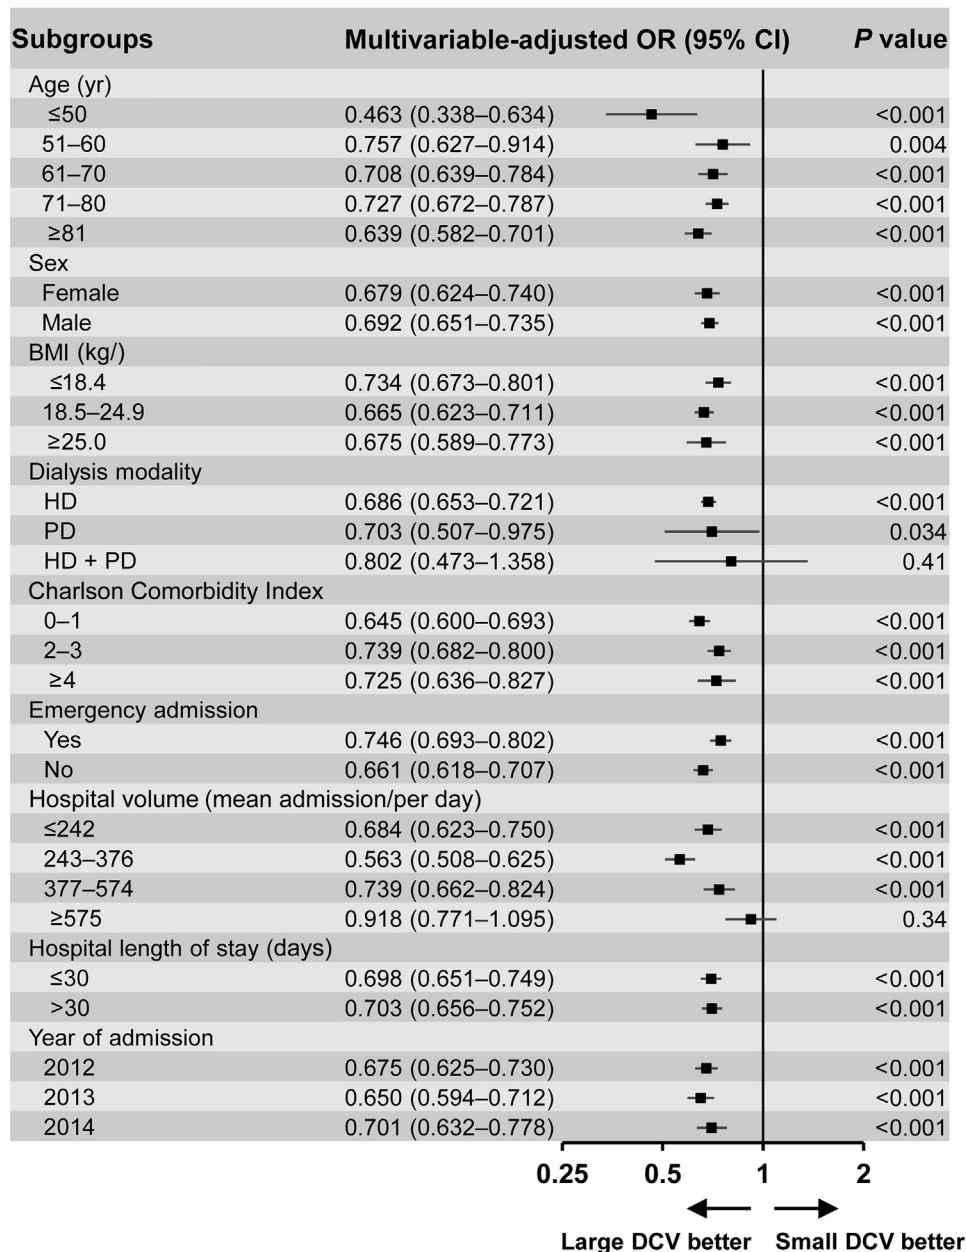 Subgroups Multivariable-adjusted OR (95% CI) P value
Age (yr)
≤50 0.463 (0.338–0.634) <0.001
51–60 0.757 (0.627–0.914) 0.004
61–70 0.708 (0.639–0.784) <0.001
71–80 0.727 (0.672–0.787) <0.001
≥81 0.639 (0.582–0.701) <0.001
Sex
Female 0.679 (0.624–0.740) <0.001
Male 0.692 (0.651–0.735) <0.001
BMI (kg/)
≤18.4 0.734 (0.673–0.801) <0.001
18.5–24.9 0.665 (0.623–0.711) <0.001
≥25.0 0.675 (0.589–0.773) <0.001
Dialysis modality
HD 0.686 (0.653–0.721) <0.001
PD 0.703 (0.507–0.975) 0.034
HD + PD 0.802 (0.473–1.358) 0.41
Charlson Comorbidity Index
0–1 0.645 (0.600–0.693) <0.001
2–3 0.739 (0.682–0.800) <0.001
≥4 0.725 (0.636–0.827) <0.001
Emergency admission
Yes 0.746 (0.693–0.802) <0.001
No 0.661 (0.618–0.707) <0.001
Hospital volume (mean admission/per day)
≤242 0.684 (0.623–0.750) <0.001
243–376 0.563 (0.508–0.625) <0.001
377–574 0.739 (0.662–0.824) <0.001
≥575 0.918 (0.771–1.095) 0.34
Hospital length of stay (days)
≤30 0.698 (0.651–0.749) <0.001
>30 0.703 (0.656–0.752) <0.001
Year of admission
2012 0.675 (0.625–0.730) <0.001
2013 0.650 (0.594–0.712) <0.001
2014 0.701 (0.632–0.778) <0.001
0.25 0.5 1 2
Large DCV better Small DCV better